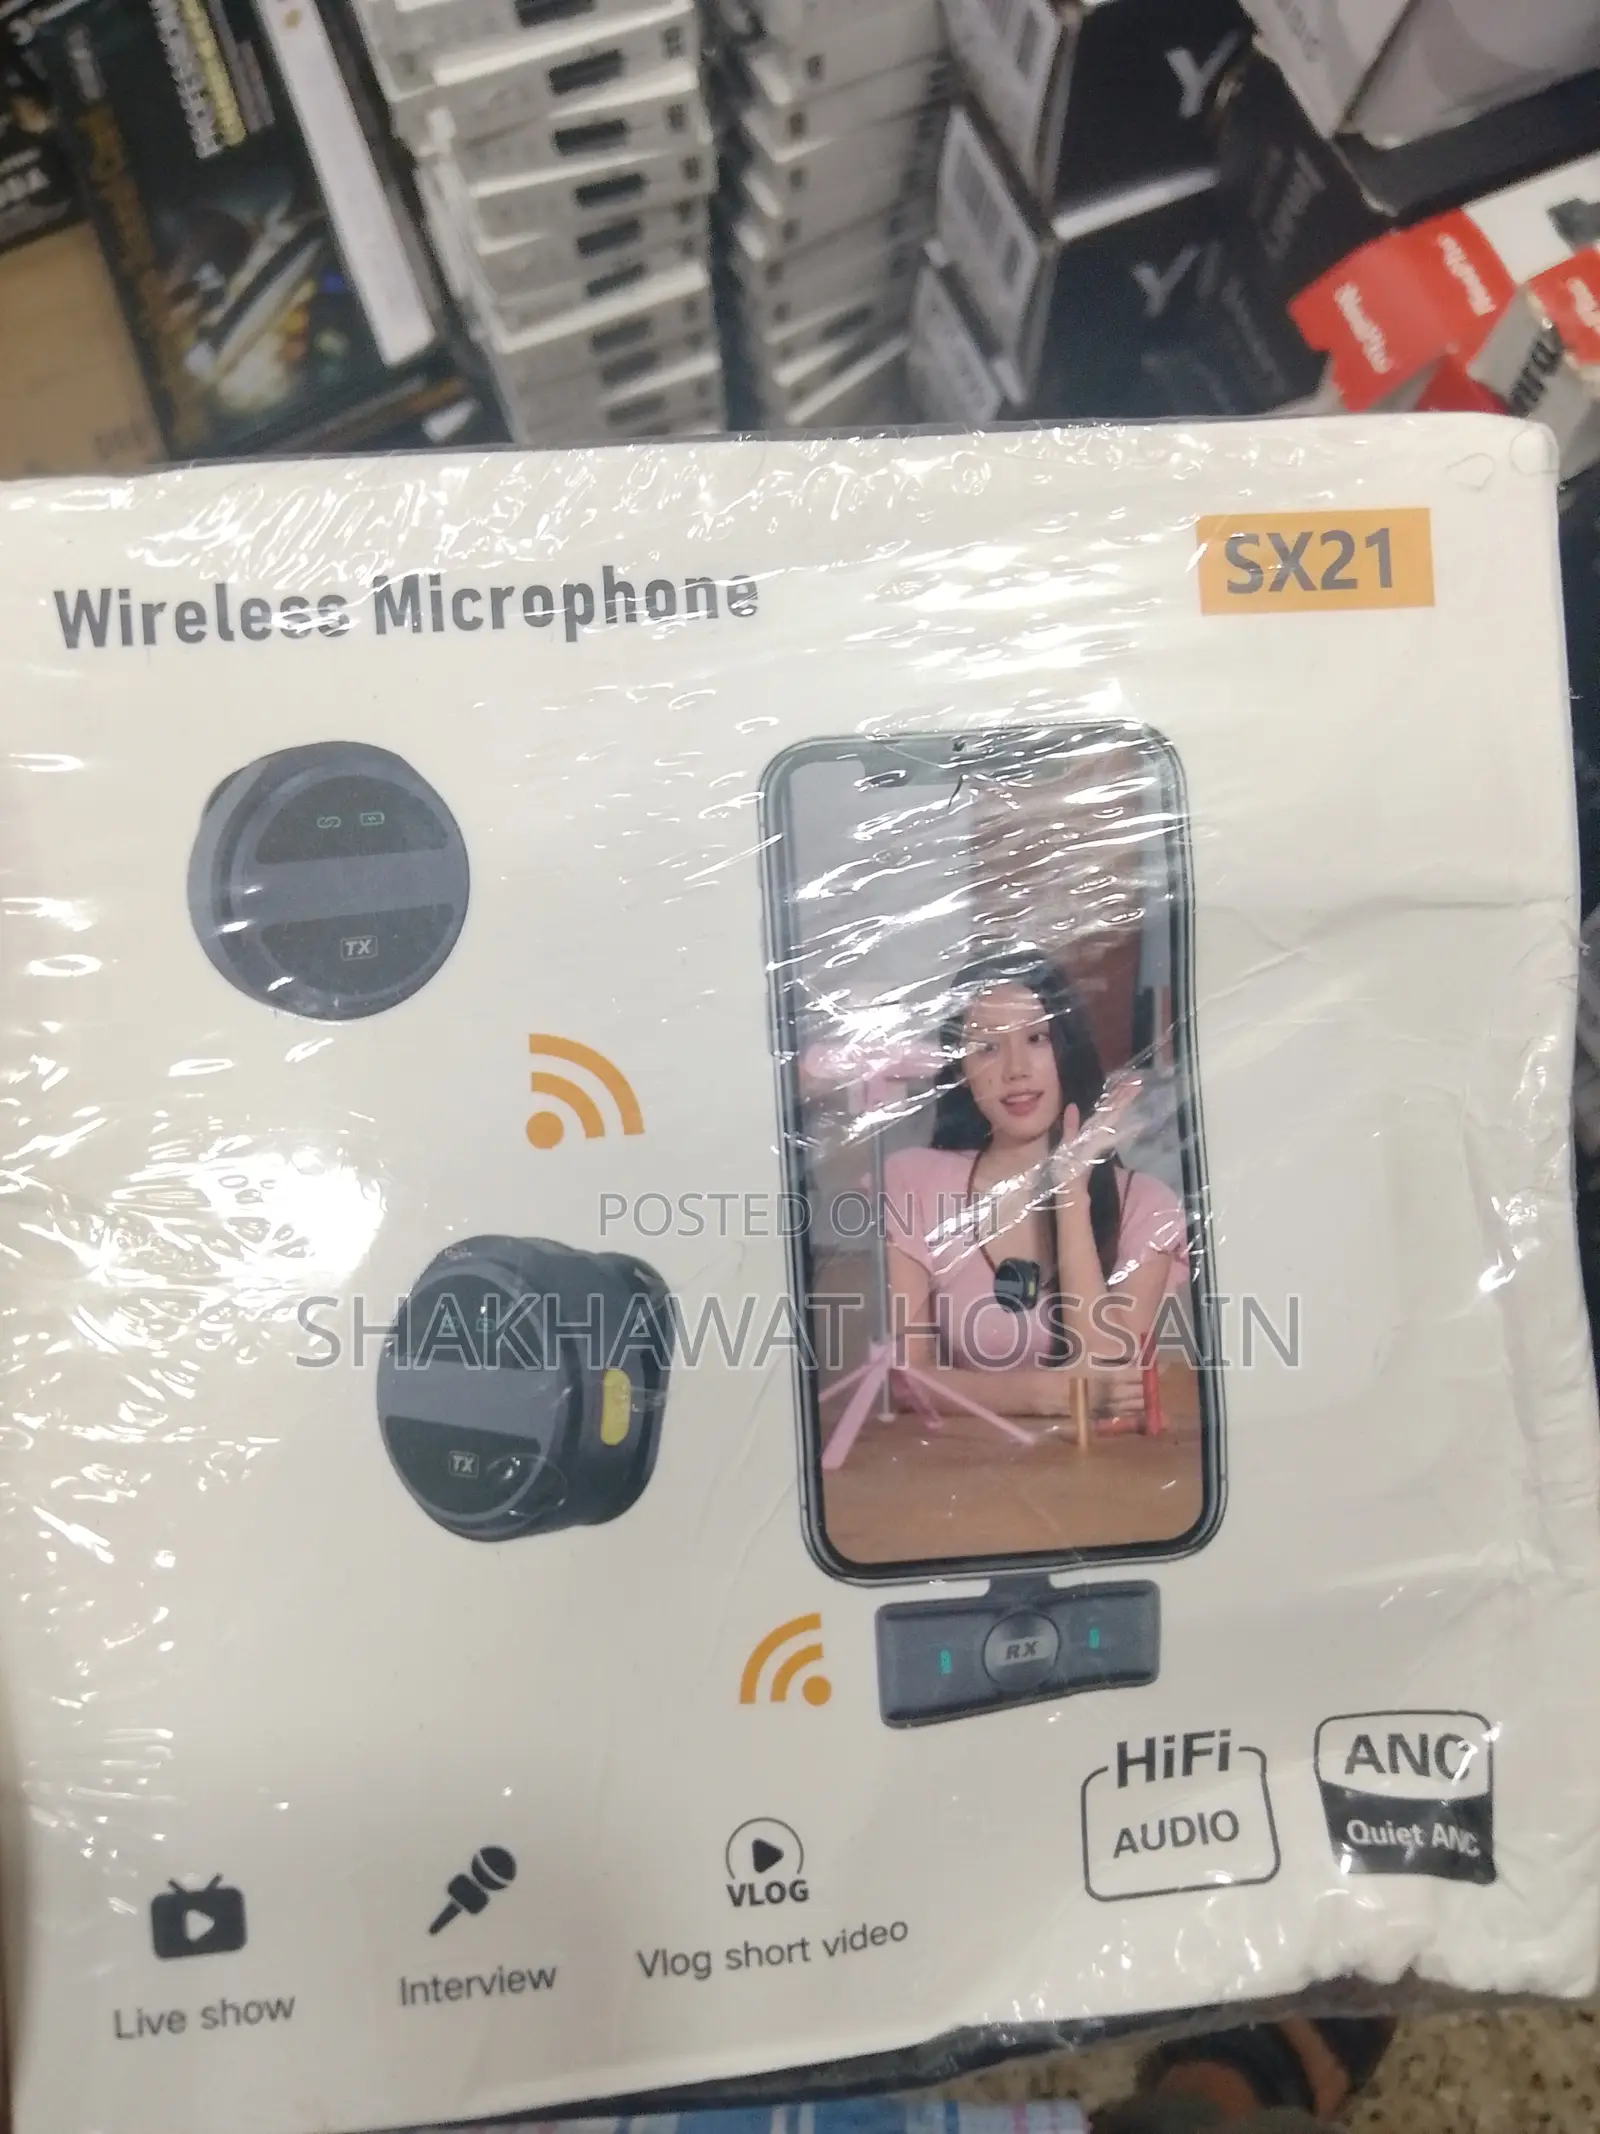 SX21
Wireless Microphone
TX
POSTED ON JIJI
SHAKHAWAT HOSSAIN
TX
RX
HiFi
AUDIO
ANC
Quiet ANC
VLOG
Live show
Interview
Vlog short video